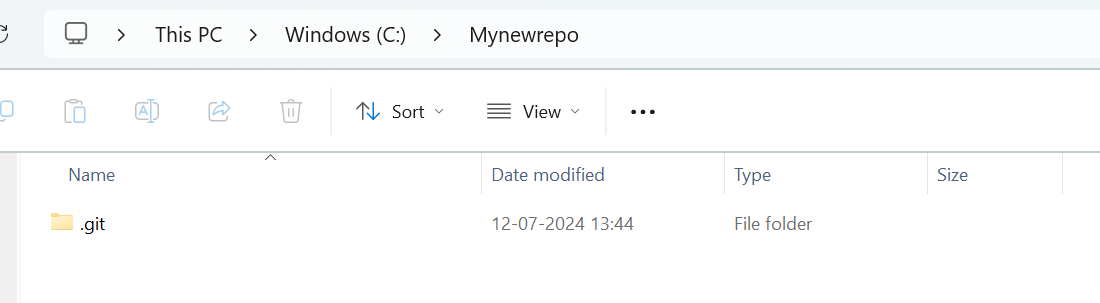 This PC > Windows (C:) > Mynewrepo
Sort View
Name Date modified Type Size
.git 12-07-2024 13:44 File folder